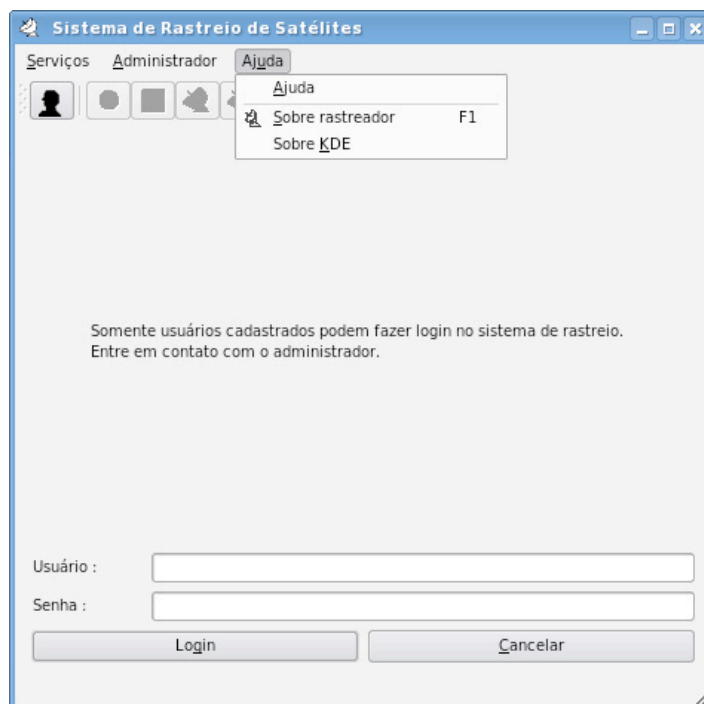 Sistema de Rastreio de Satélites
Serviços Administrador Ajuda
Ajuda
Sobre rastreador F1
Sobre KDE
Somente usuários cadastrados podem fazer login no sistema de rastreio.
Entre em contato com o administrador.
Usuário :
Senha :
Login Cancelar